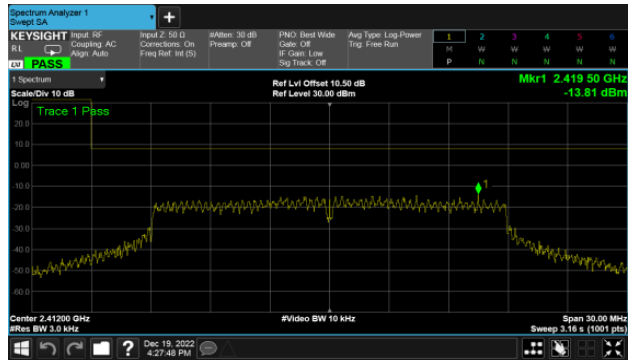 Spectrum Analyzer 1
Swept SA
+
KEYSIGHT Input: RF
RL Coupling: AC
Align: Auto
PASS
Input Z: 50 Ω
Corrections: On
Freq Ref: Int (S)
#Atten: 30 dB
Preamp: Off
PNO: Best Wide
Gate: Off
IF Gain: Low
Sig Track: Off
Avg Type: Log-Power
Trig: Free Run
1 2 3 4 5 6
M W W W W W
P N N N N N
1 Spectrum
Scale/Div 10 dB
Ref Lvl Offset 10.50 dB
Ref Level 30.00 dBm
Mkr1 2.419 50 GHz
-13.81 dBm
Log
Trace 1 Pass
20.0
10.0
0.00
-10.0
-20.0
-30.0
-40.0
-50.0
-60.0
1
Center 2.41200 GHz
#Res BW 3.0 kHz
#Video BW 10 kHz
Span 30.00 MHz
Sweep 3.16 s (1001 pts)
?
Dec 19, 2022
4:27:48 PM